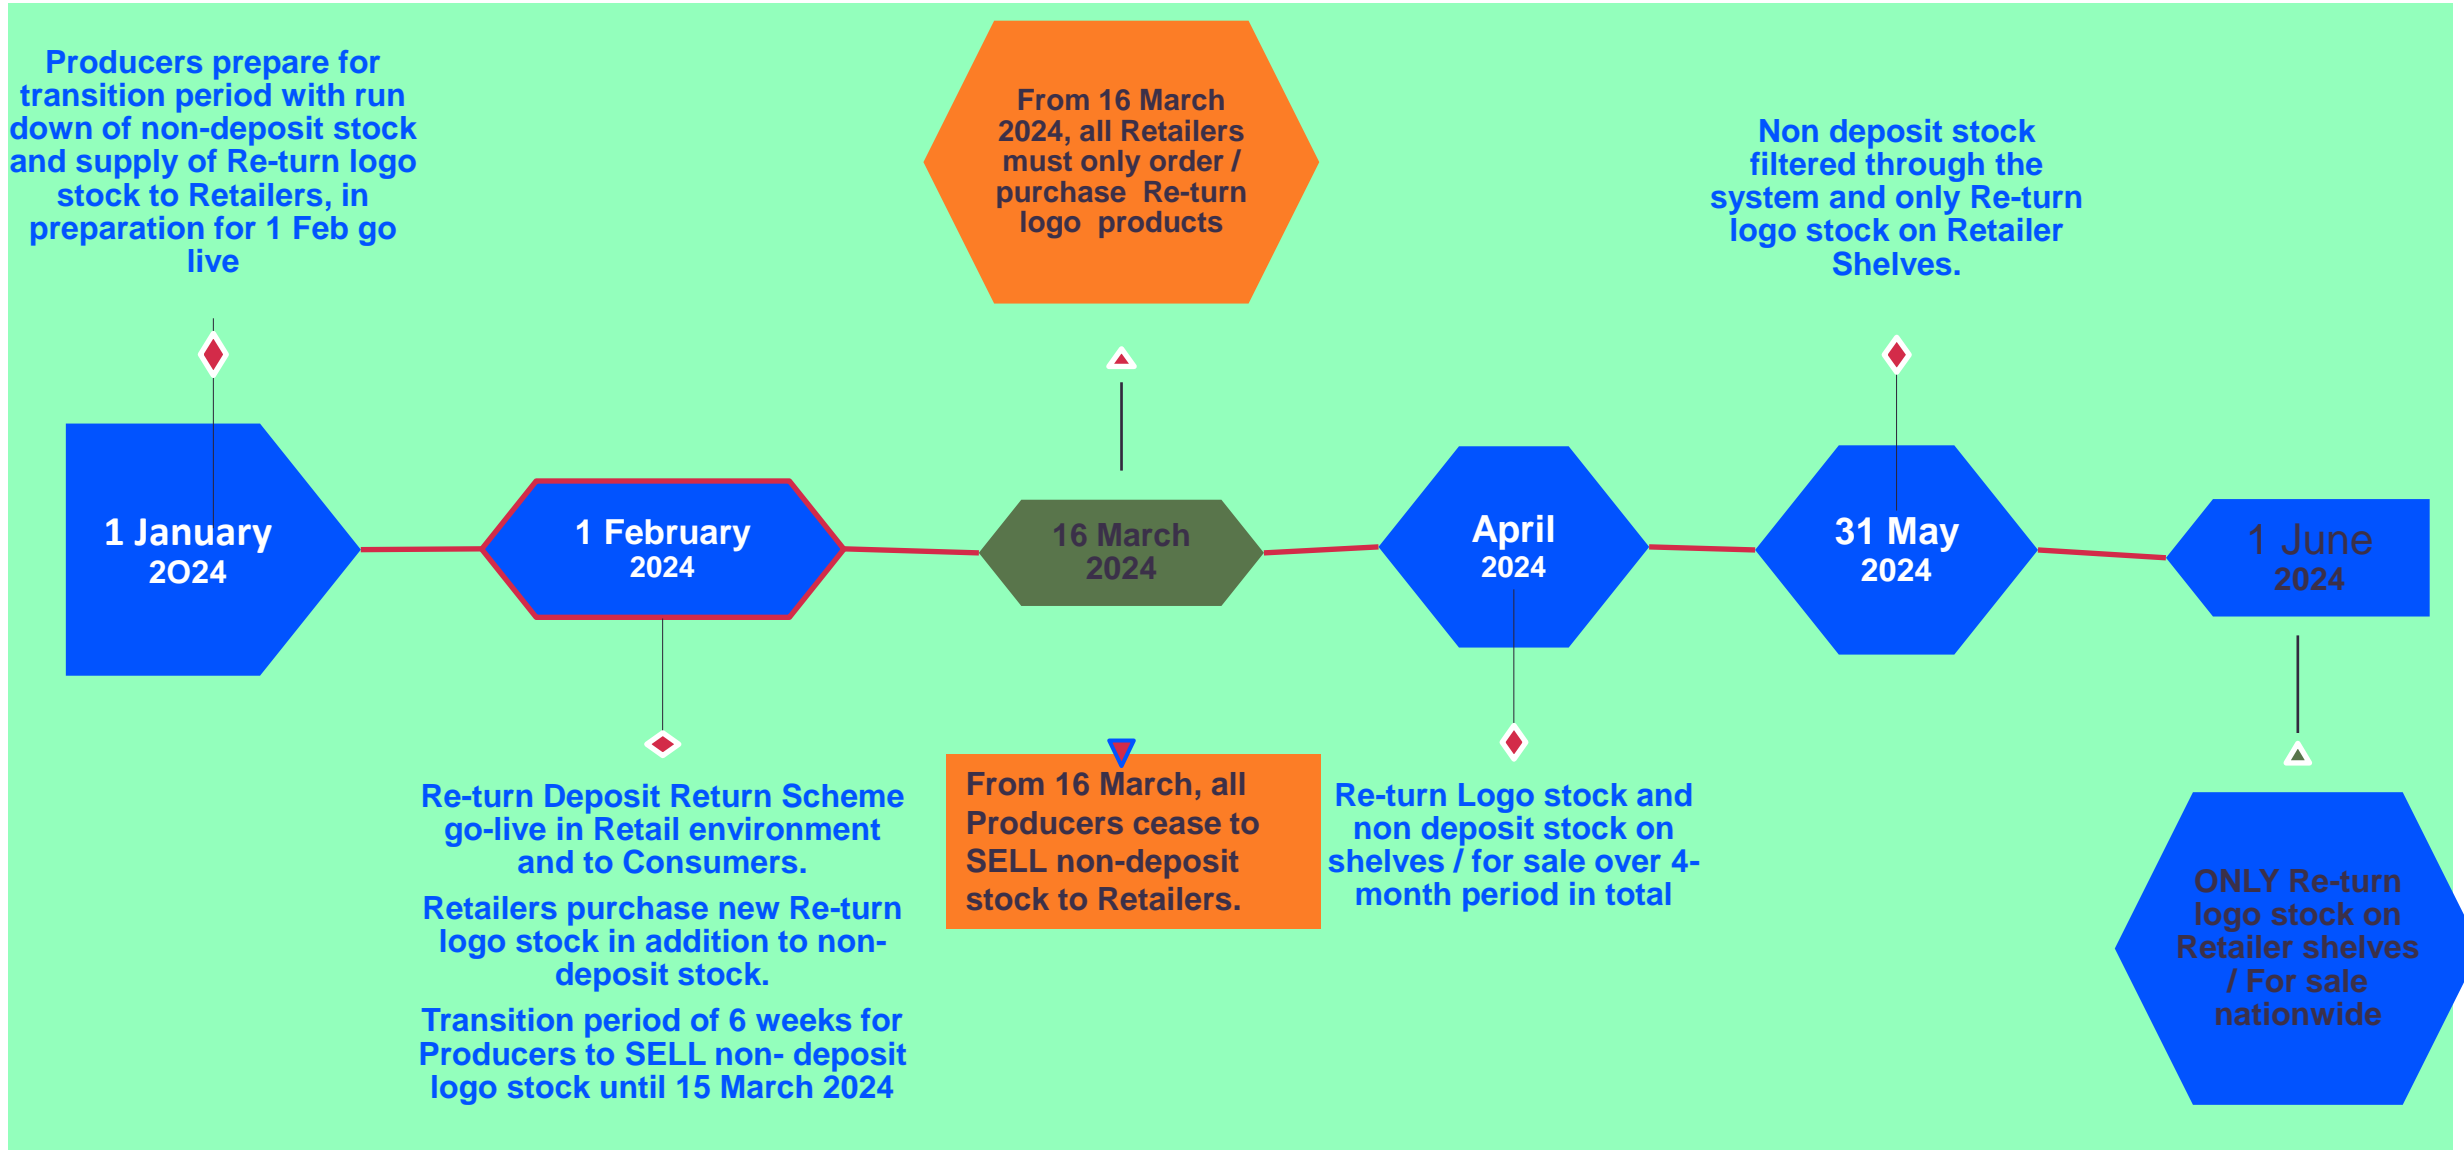 Producers prepare for
transition period with run
down of non-deposit stock
and supply of Re-turn logo
stock to Retailers, in
preparation for 1 Feb go
live
From 16 March
2024, all Retailers
must only order /
purchase  Re-turn
logo  products
Non deposit stock
filtered through the
system and only Re-turn
logo stock on Retailer
Shelves.
1 January
2O24
1 February
2024
16 March
2024
April
2024
31 May
2024
1 June
2024
Re-turn Deposit Return Scheme
go-live in Retail environment
and to Consumers.
Retailers purchase new Re-turn
logo stock in addition to non-
deposit stock.
Transition period of 6 weeks for
Producers to SELL non- deposit
logo stock until 15 March 2024
From 16 March, all
Producers cease to
SELL non-deposit
stock to Retailers.
Re-turn Logo stock and
non deposit stock on
shelves / for sale over 4-
month period in total
ONLY Re-turn
logo stock on
Retailer shelves
/ For sale
nationwide